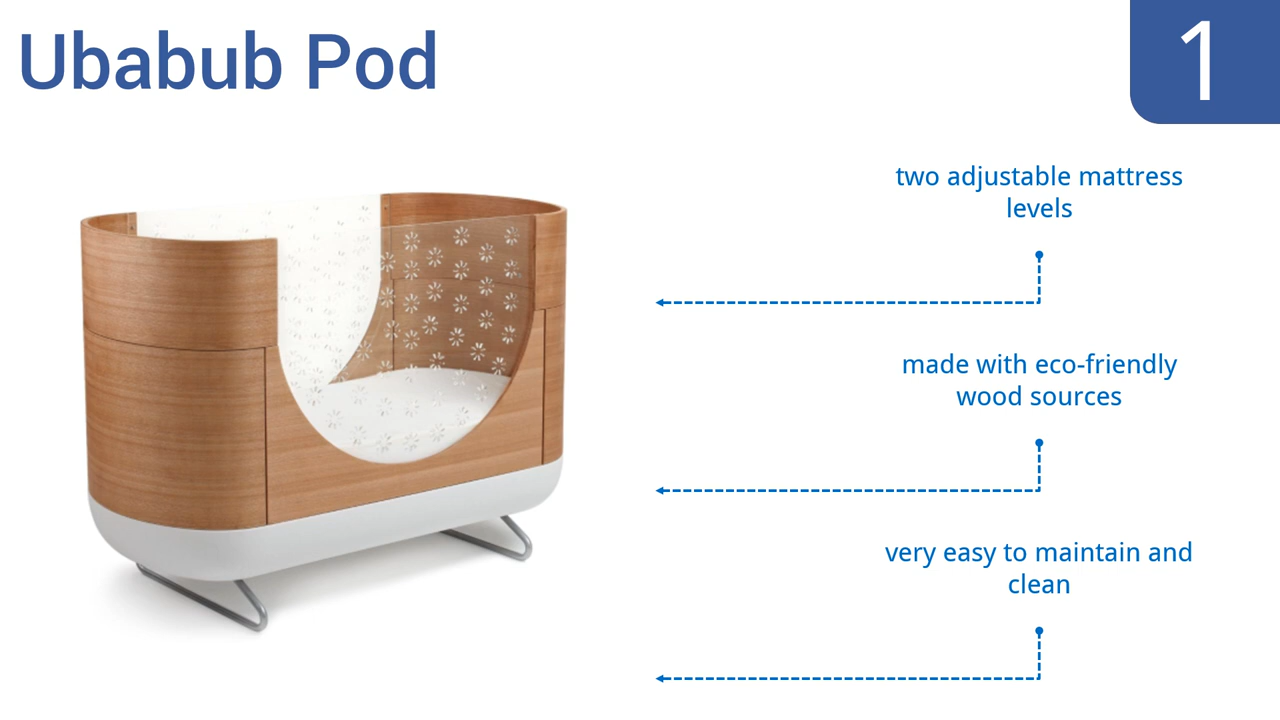 Ubabub Pod
1
two adjustable mattress
levels
made with eco-friendly
wood sources
very easy to maintain and
clean